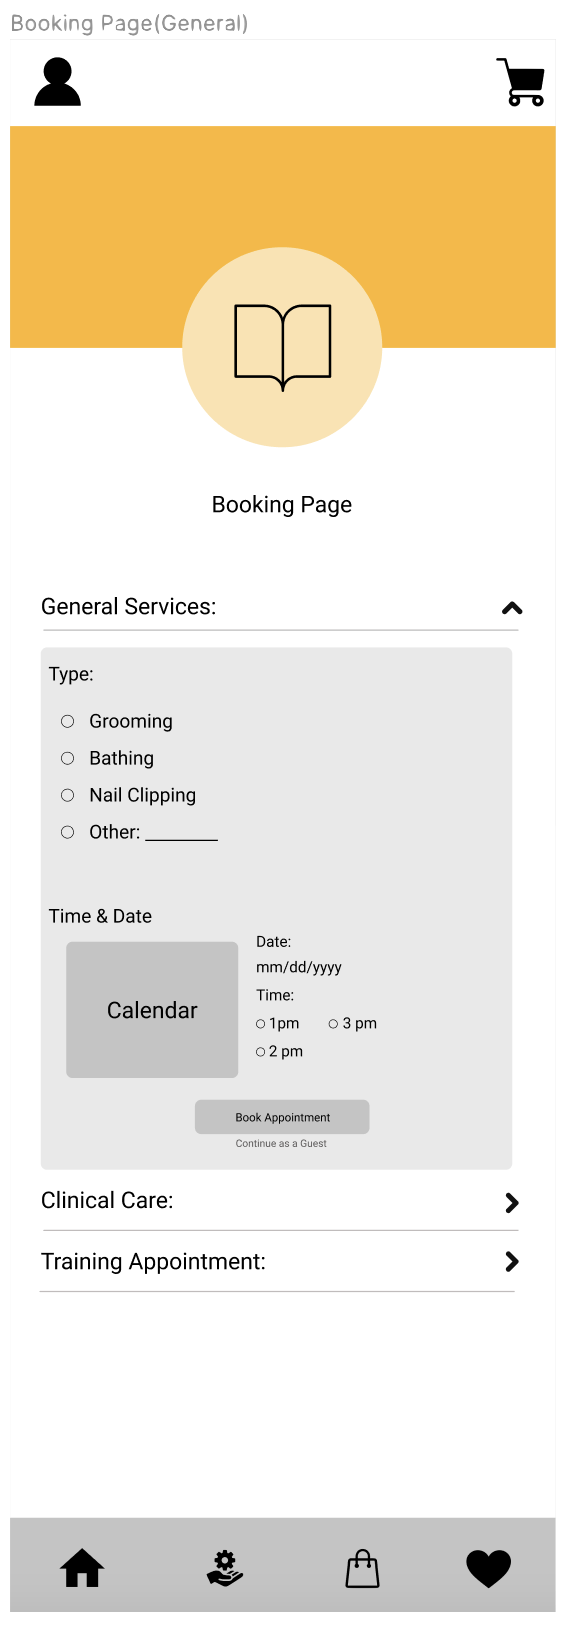 Booking Page(General)
Booking Page
General Services:
Type:
Grooming
Bathing
Nail Clipping
Other: ________
Time & Date
Calendar
Date:
mm/dd/yyyy
Time:
1pm
3 pm
2 pm
Book Appointment
Continue as a Guest
Clinical Care:
Training Appointment: